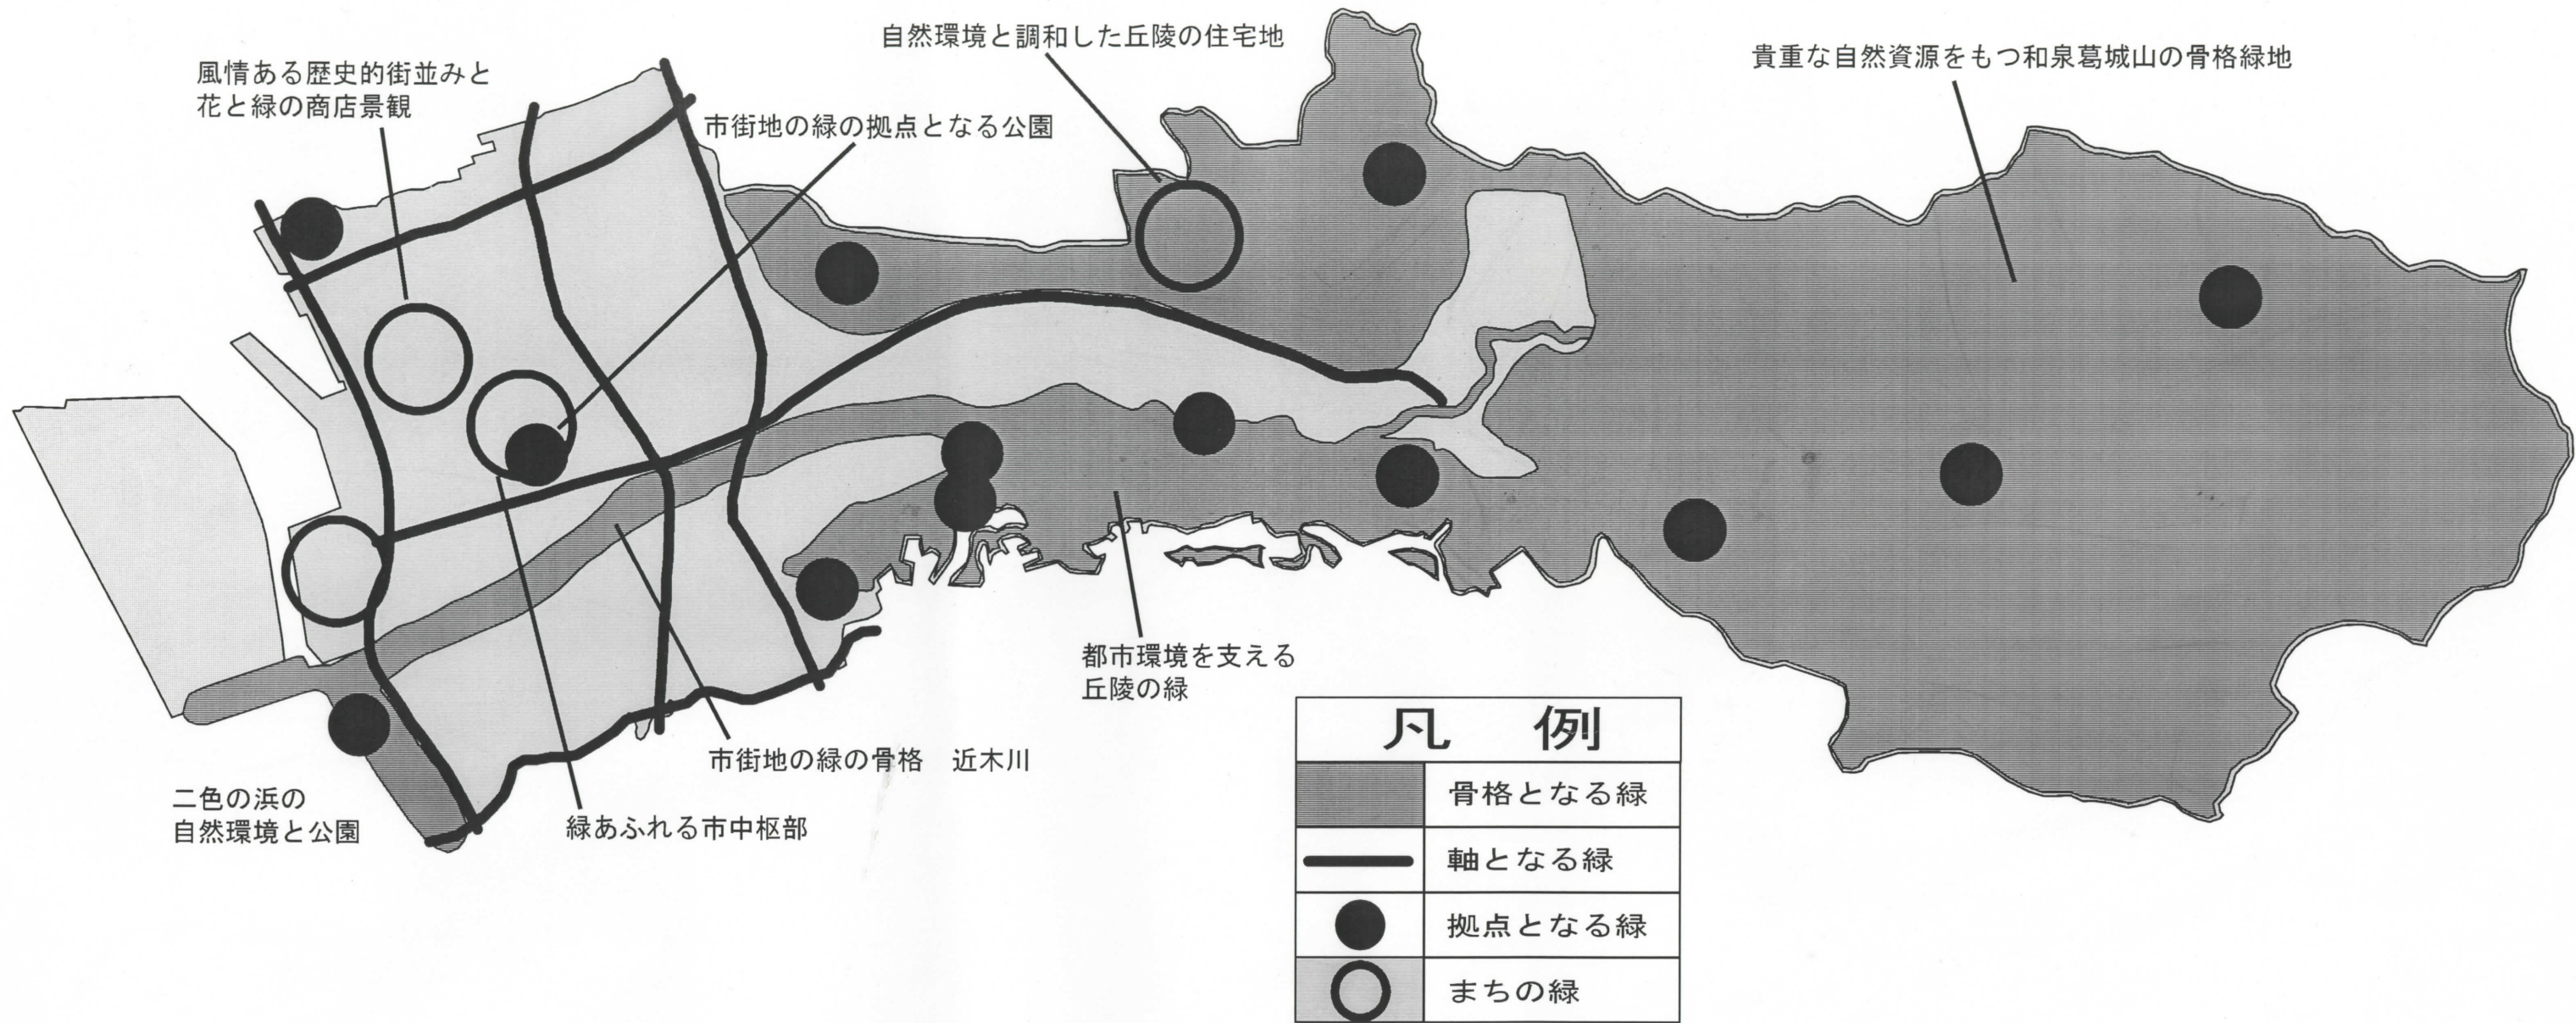 自然環境と調和した丘陵の住宅地
貴重な自然資源をもつ和泉葛城山の骨格緑地
風情ある歴史的街並みと
花と緑の商店景観
市街地の緑の拠点となる公園
都市環境を支える
丘陵の緑
市街地の緑の骨格　近木川
二色の浜の
自然環境と公園
緑あふれる市中枢部
凡　例
骨格となる緑
軸となる緑
拠点となる緑
まちの緑